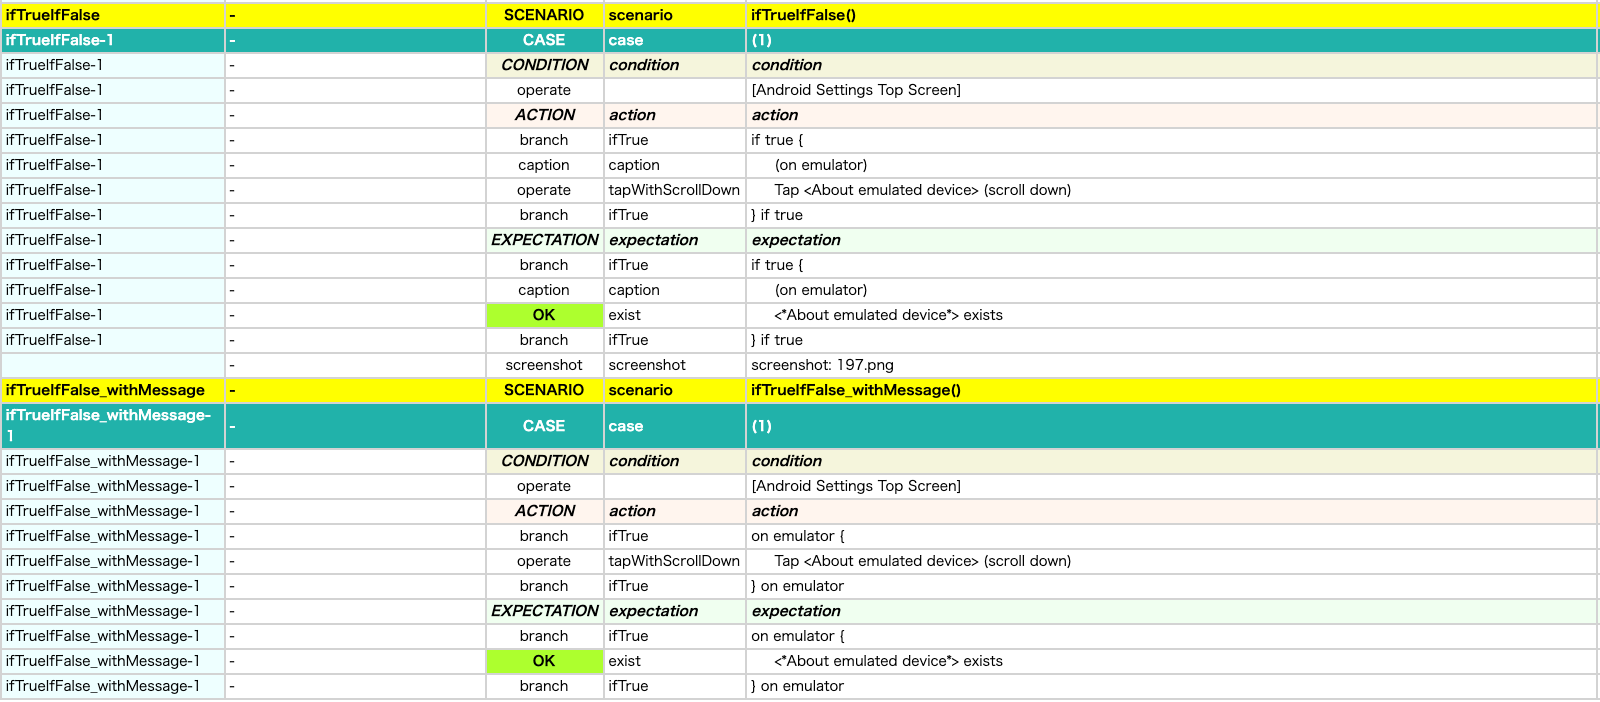 ifTrueIfFalse - SCENARIO scenario ifTrueIfFalse()
ifTrueIfFalse-1 - CASE case (1)
ifTrueIfFalse-1 - CONDITION condition condition
ifTrueIfFalse-1 - operate [Android Settings Top Screen]
ifTrueIfFalse-1 - ACTION action action
ifTrueIfFalse-1 - branch ifTrue if true {
ifTrueIfFalse-1 - caption caption (on emulator)
ifTrueIfFalse-1 - operate tapWithScrollDown Tap <About emulated device> (scroll down)
ifTrueIfFalse-1 - branch ifTrue } if true
ifTrueIfFalse-1 - EXPECTATION expectation expectation
ifTrueIfFalse-1 - branch ifTrue if true {
ifTrueIfFalse-1 - caption caption (on emulator)
ifTrueIfFalse-1 - OK exist <*About emulated device*> exists
ifTrueIfFalse-1 - branch ifTrue } if true
- screenshot screenshot screenshot: 197.png
ifTrueIfFalse_withMessage - SCENARIO scenario ifTrueIfFalse_withMessage()
ifTrueIfFalse_withMessage-
1 - CASE case (1)
ifTrueIfFalse_withMessage-1 - CONDITION condition condition
ifTrueIfFalse_withMessage-1 - operate [Android Settings Top Screen]
ifTrueIfFalse_withMessage-1 - ACTION action action
ifTrueIfFalse_withMessage-1 - branch ifTrue on emulator {
ifTrueIfFalse_withMessage-1 - operate tapWithScrollDown Tap <About emulated device> (scroll down)
ifTrueIfFalse_withMessage-1 - branch ifTrue } on emulator
ifTrueIfFalse_withMessage-1 - EXPECTATION expectation expectation
ifTrueIfFalse_withMessage-1 - branch ifTrue on emulator {
ifTrueIfFalse_withMessage-1 - OK exist <*About emulated device*> exists
ifTrueIfFalse_withMessage-1 - branch ifTrue } on emulator